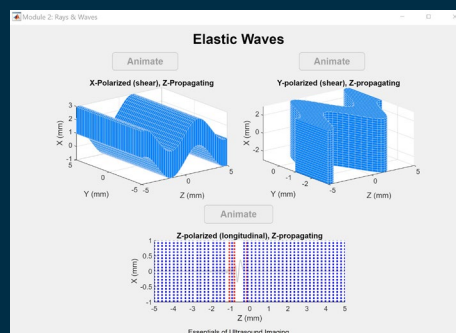 Module 2: Rays & Waves
Elastic Waves
Animate
Animate
X-Polarized (shear), Z-Propagating
Y-polarized (shear), Z-propagating
3
2
1
0
-1
X (mm)
5
0
-5
Y (mm)
-5
0
5
Z (mm)
2
0
-2
X (mm)
0
-1
-2
Y (mm)
-5
0
5
Z (mm)
Animate
Z-polarized (longitudinal), Z-propagating
1
0.5
0
-0.5
-1
X (mm)
-5
-4
-3
-2
-1
0
1
2
3
4
5
Z (mm)
Essentials of Ultrasound Imaging